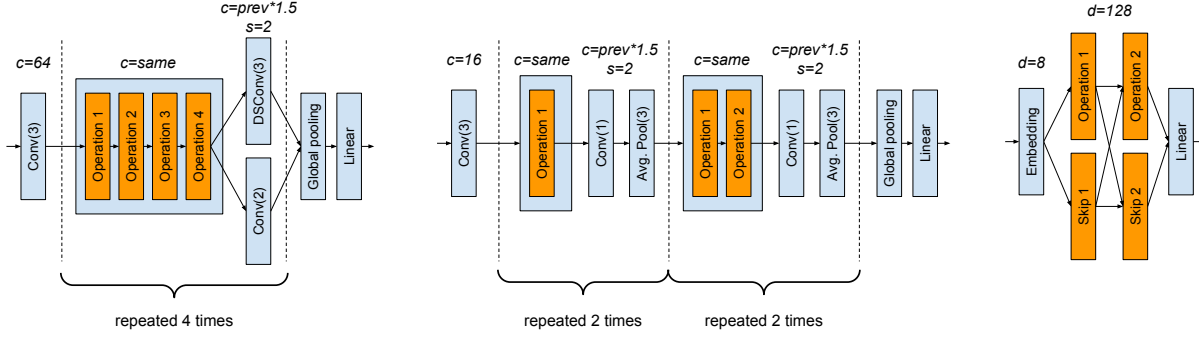 c=64
Conv(3)
c=same
Operation 1
Operation 2
Operation 3
Operation 4
c=prev*1.5
s=2
DSConv(3)
Conv(2)
Global pooling
Linear
repeated 4 times
c=16
Conv(3)
c=same
Operation 1
c=prev*1.5
s=2
Conv(1)
Avg. Pool(3)
repeated 2 times
c=same
Operation 1
Operation 2
c=prev*1.5
s=2
Conv(1)
Avg. Pool(3)
repeated 2 times
Global pooling
Linear
d=8
Embedding
d=128
Operation 1
Operation 2
Skip 1
Skip 2
Linear